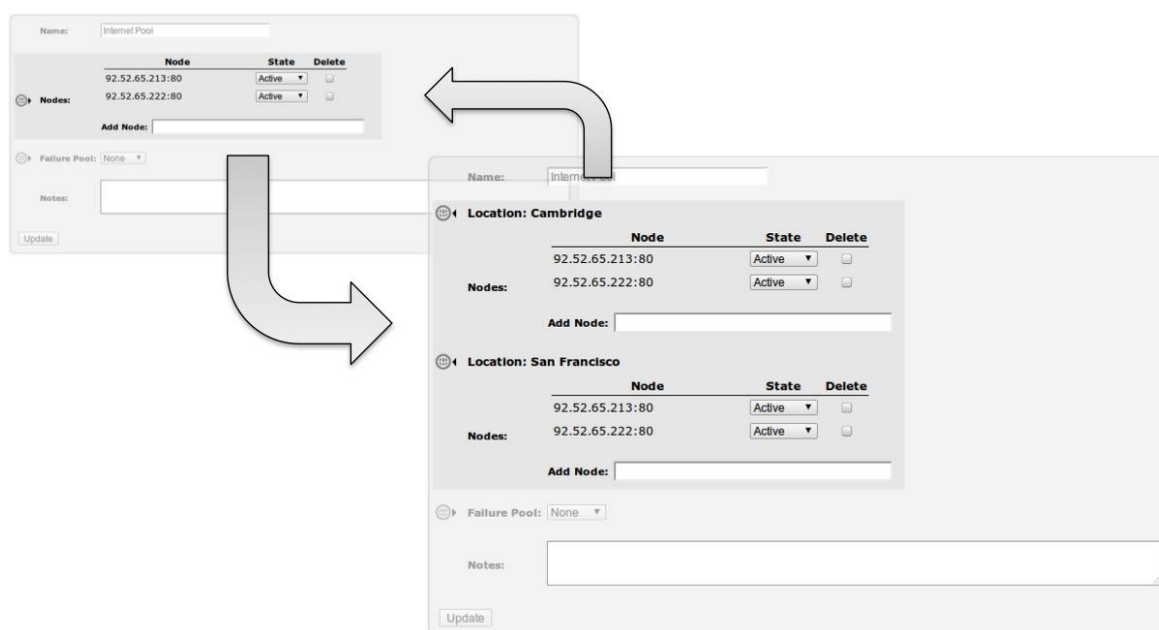 Name: Internet Pool
Node State Delete
92.52.65.213:80 Active
92.52.65.222:80 Active
Nodes:
Add Node:
Failure Pool: None
Notes:
Update
Name: Internet Pool
Location: Cambridge
Node State Delete
92.52.65.213:80 Active
92.52.65.222:80 Active
Nodes:
Add Node:
Location: San Francisco
Node State Delete
92.52.65.213:80 Active
92.52.65.222:80 Active
Nodes:
Add Node:
Failure Pool: None
Notes:
Update